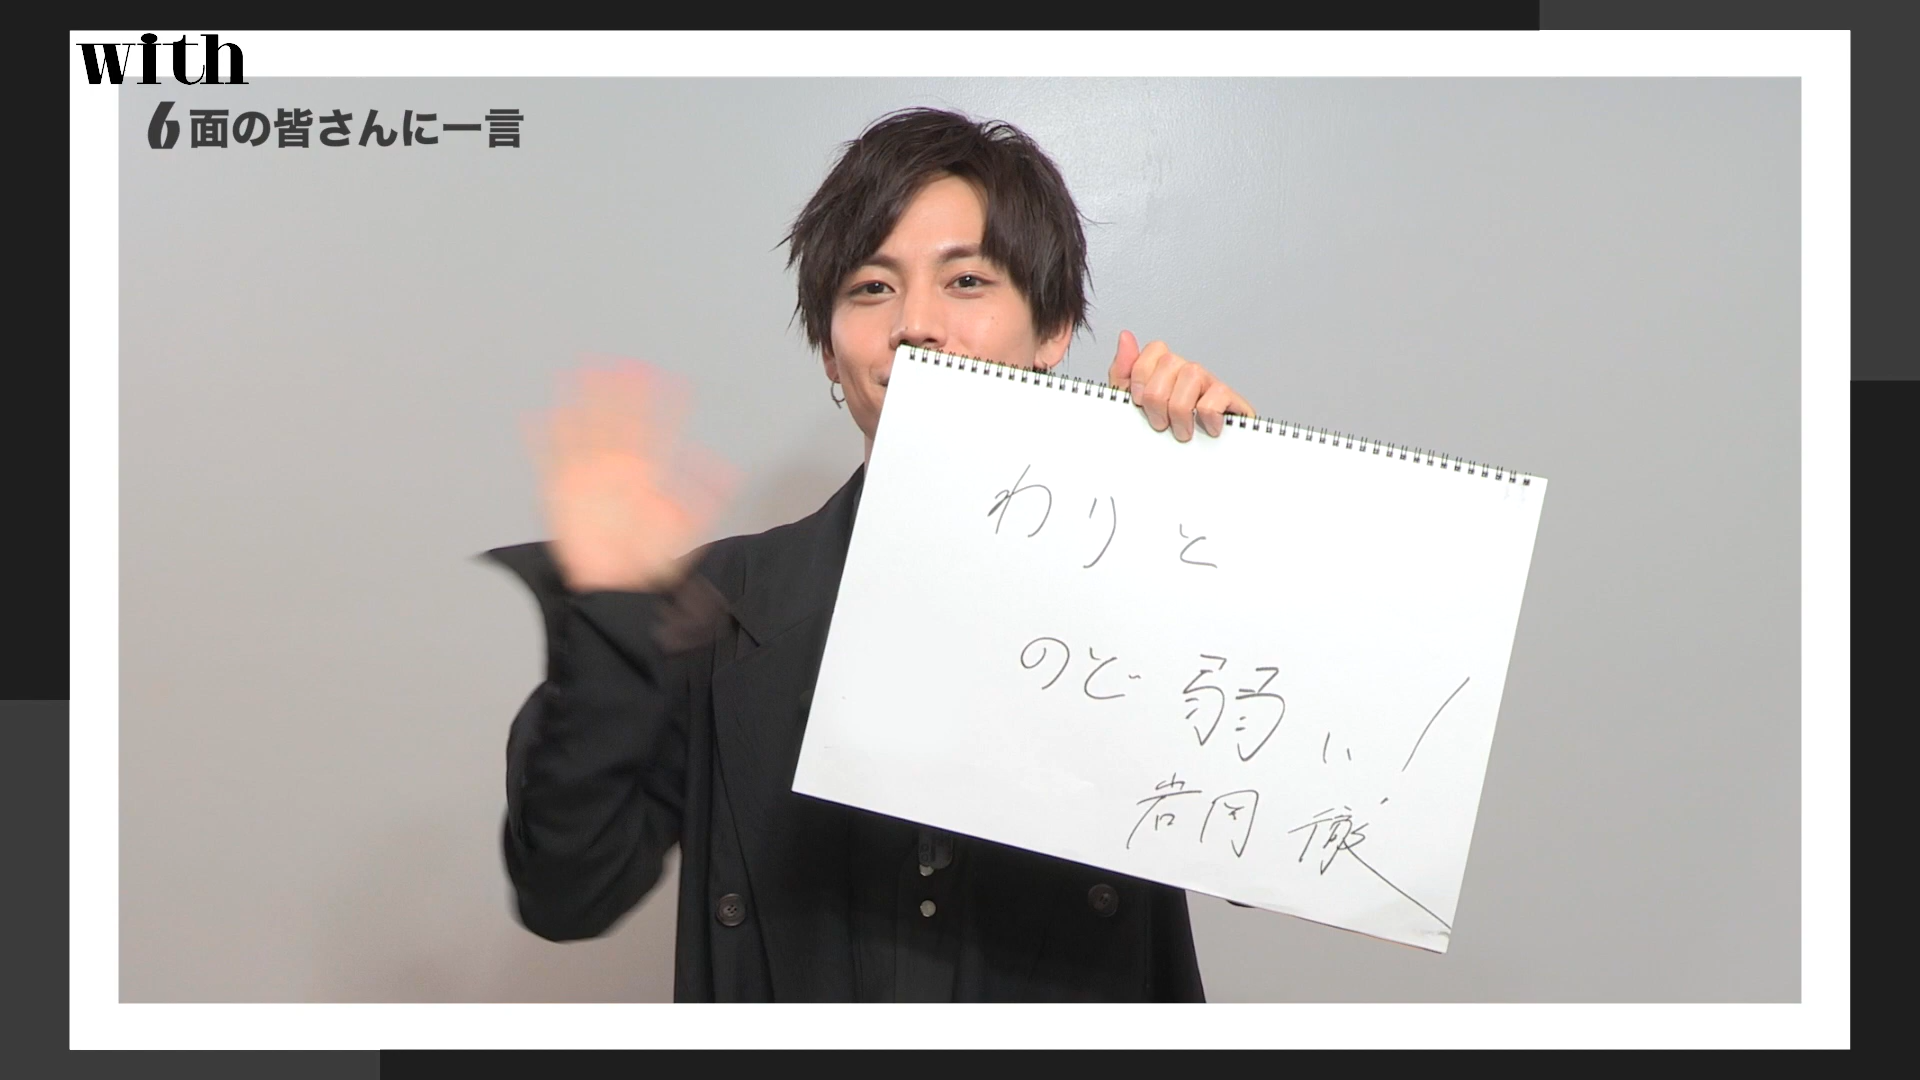 with
6面の皆さんに一言
わりと
のど弱い!
岩岡 徹